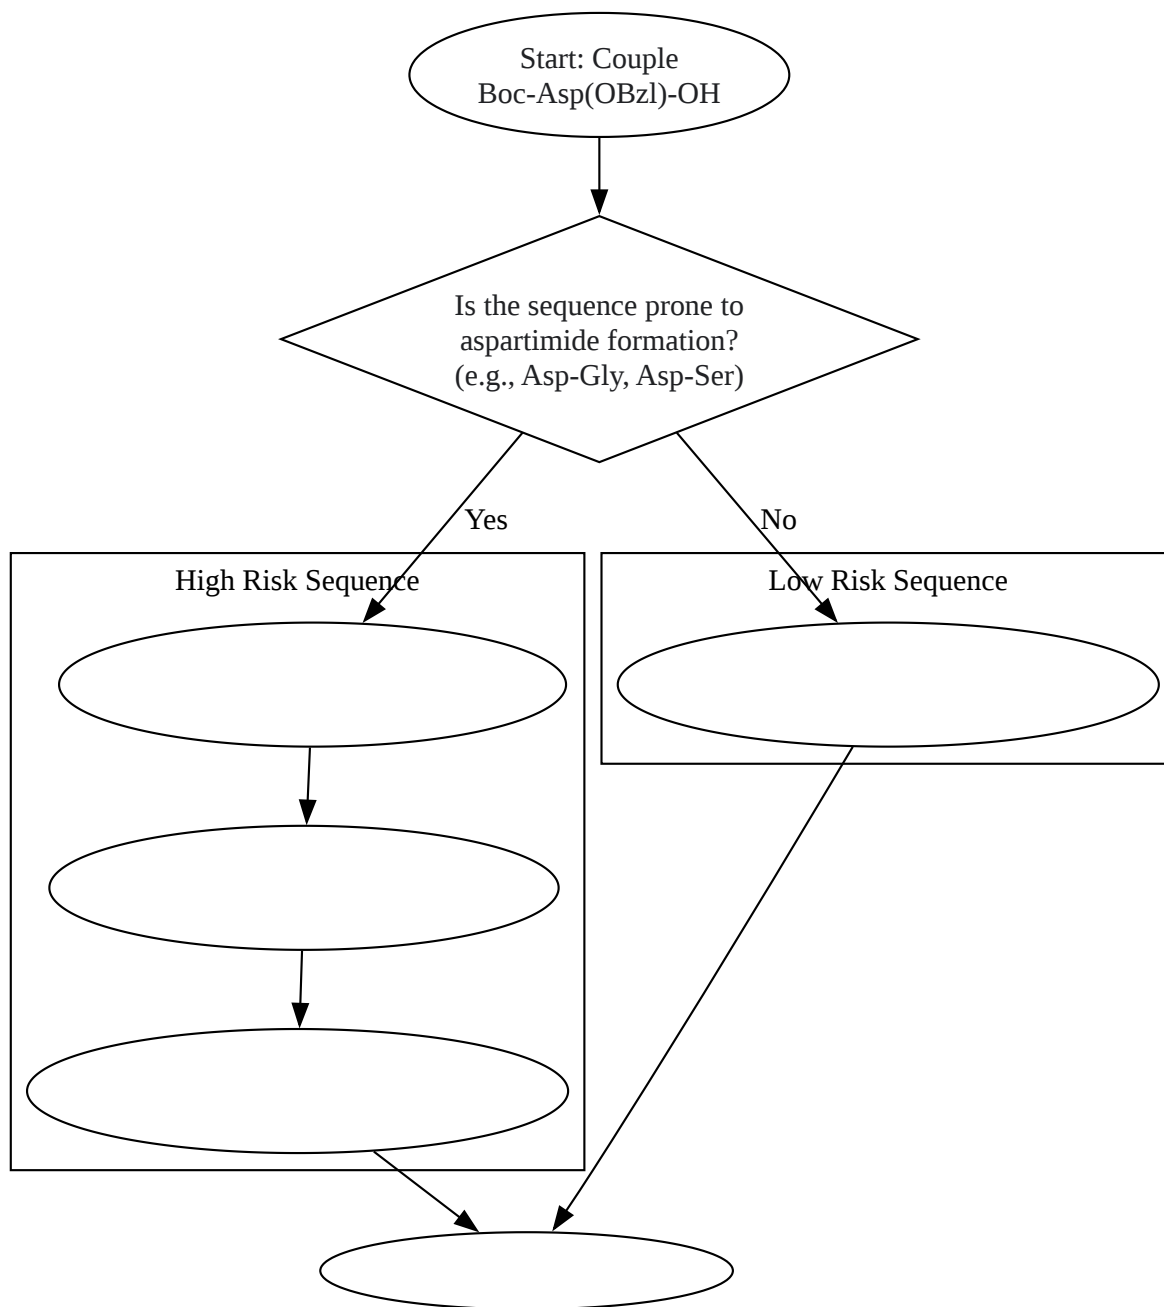 Start: Couple
Boc-Asp(OBzl)-OH
Is the sequence prone to
aspartimide formation?
(e.g., Asp-Gly, Asp-Ser)
Yes
No
High Risk Sequence
Low Risk Sequence